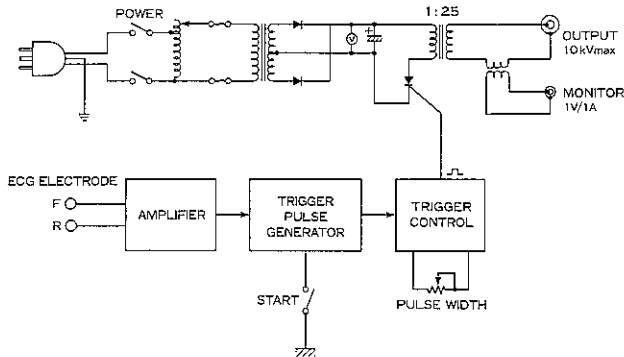 POWER
1:25
OUTPUT
10kVmax
V
+
MONITOR
1V/1A
ECG ELECTRODE
F
R
AMPLIFIER
TRIGGER
PULSE
GENERATOR
TRIGGER
CONTROL
START
PULSE WIDTH